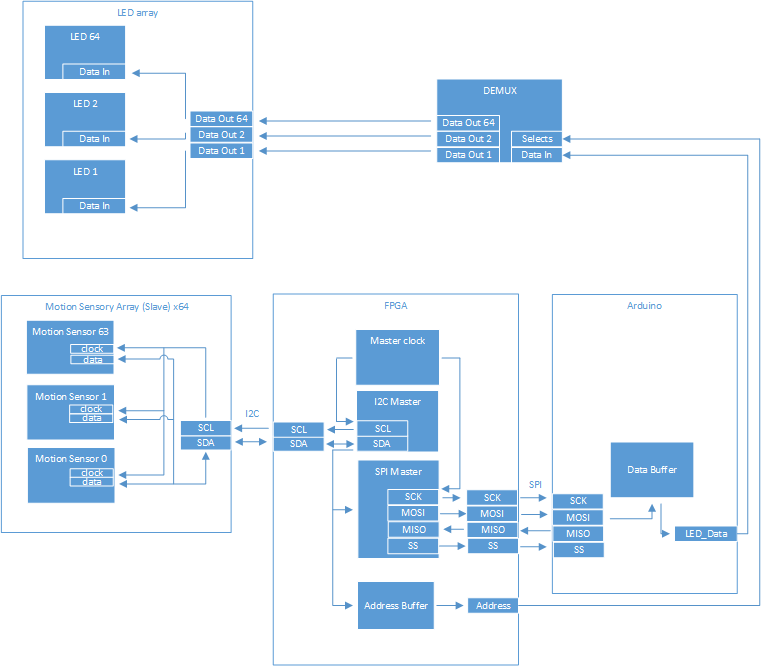 LED array
LED 64
Data In
LED 2
Data In
LED 1
Data In
Data Out 64
Data Out 2
Data Out 1
DEMUX
Data Out 64
Data Out 2
Data Out 1
Selects
Data In
Motion Sensory Array (Slave) x64
Motion Sensor 63
clock
data
Motion Sensor 1
clock
data
Motion Sensor 0
clock
data
SCL
SDA
I2C
FPGA
SCL
SDA
Master clock
I2C Master
SCL
SDA
SPI Master
SCK
MOSI
MISO
SS
SCK
MOSI
MISO
SS
Address Buffer
Address
SPI
Arduino
SCK
MOSI
MISO
SS
Data Buffer
LED_Data